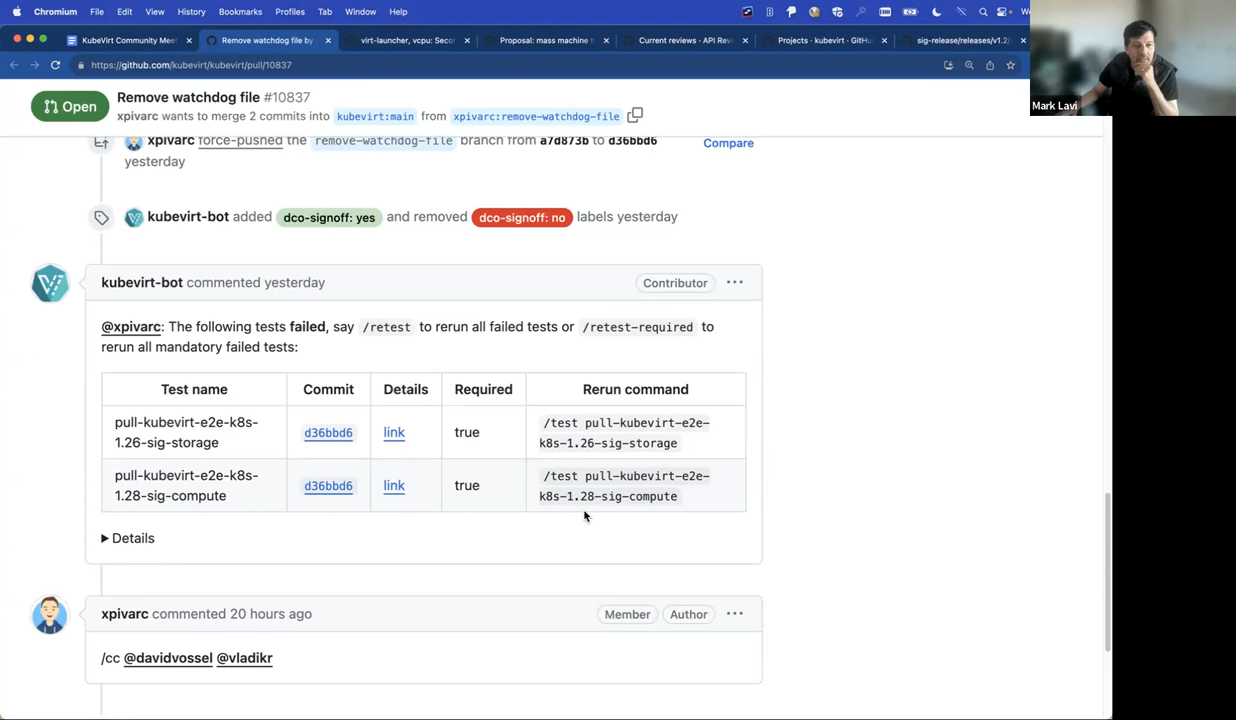 Chromium File Edit View History Bookmarks Profiles Tab Window Help
KubeVirt Community Mee Remove watchdog file by virt-launcher, vcpu: Seco Proposal: mass machine t Current reviews · API Rev Projects · kubevirt · GitH sig-release/releases/v1.2/
https://github.com/kubevirt/kubevirt/pull/10837
Mark Lavi
Open
Remove watchdog file #10837
xpivarc wants to merge 2 commits into kubevirt:main from xpivarc:remove-watchdog-file
xpivarc force-pushed the remove-watchdog-file branch from a7d873b to d36bbd6
yesterday
Compare
kubevirt-bot added dco-signoff: yes and removed dco-signoff: no labels yesterday
kubevirt-bot commented yesterday
Contributor
@xpivarc: The following tests failed, say /retest to rerun all failed tests or /retest-required to
rerun all mandatory failed tests:
Test name Commit Details Required Rerun command
pull-kubevirt-e2e-k8s-
1.26-sig-storage
d36bbd6 link true
/test pull-kubevirt-e2e-
k8s-1.26-sig-storage
pull-kubevirt-e2e-k8s-
1.28-sig-compute
d36bbd6 link true
/test pull-kubevirt-e2e-
k8s-1.28-sig-compute
Details
xpivarc commented 20 hours ago
Member Author
/cc @davidvossel @vladikr